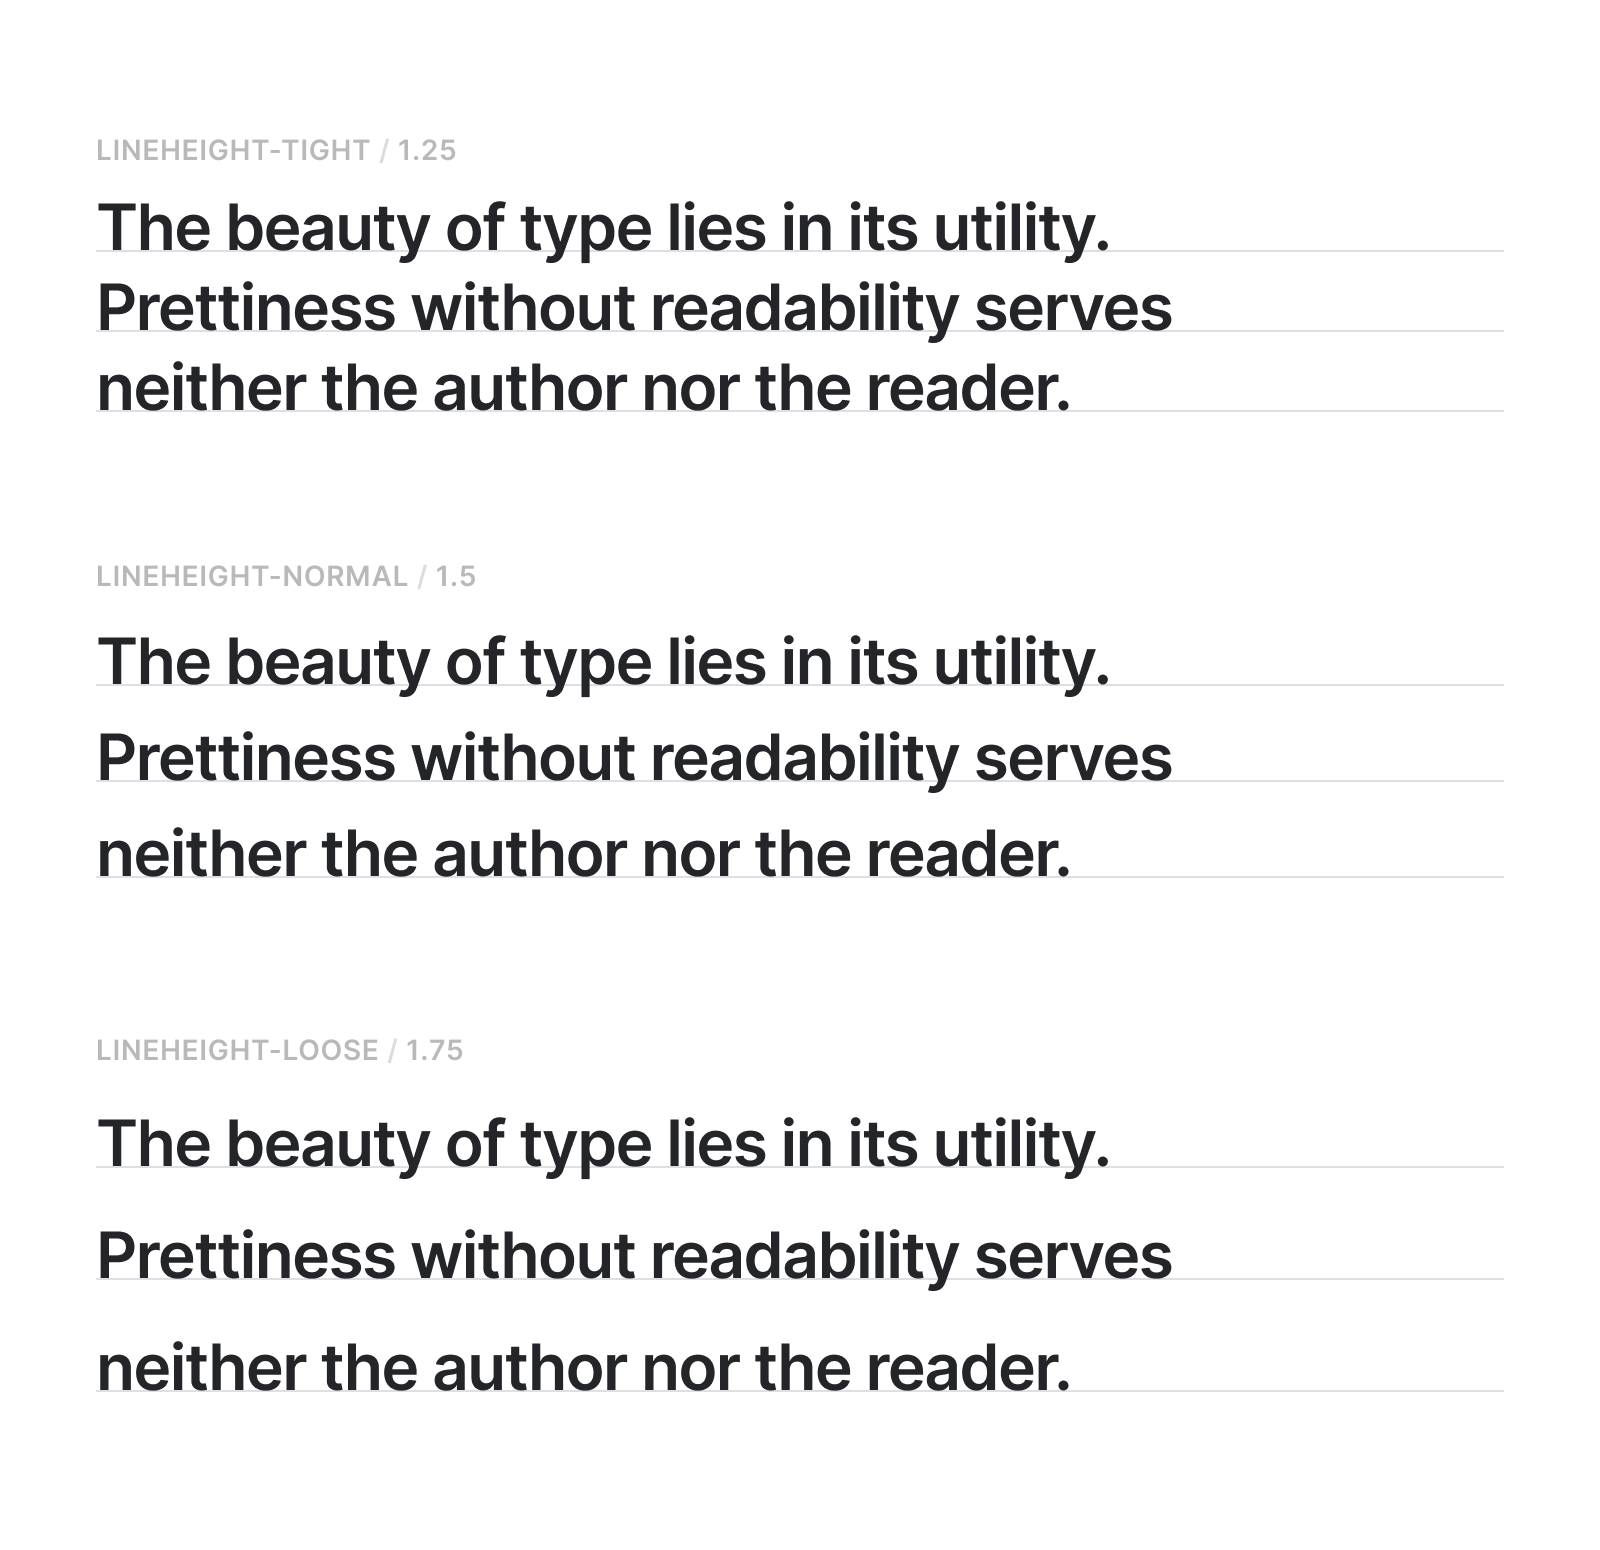 LINEHEIGHT-TIGHT / 1.25
The beauty of type lies in its utility.
Prettiness without readability serves
neither the author nor the reader.
LINEHEIGHT-NORMAL / 1.5
The beauty of type lies in its utility.
Prettiness without readability serves
neither the author nor the reader.
LINEHEIGHT-LOOSE / 1.75
The beauty of type lies in its utility.
Prettiness without readability serves
neither the author nor the reader.